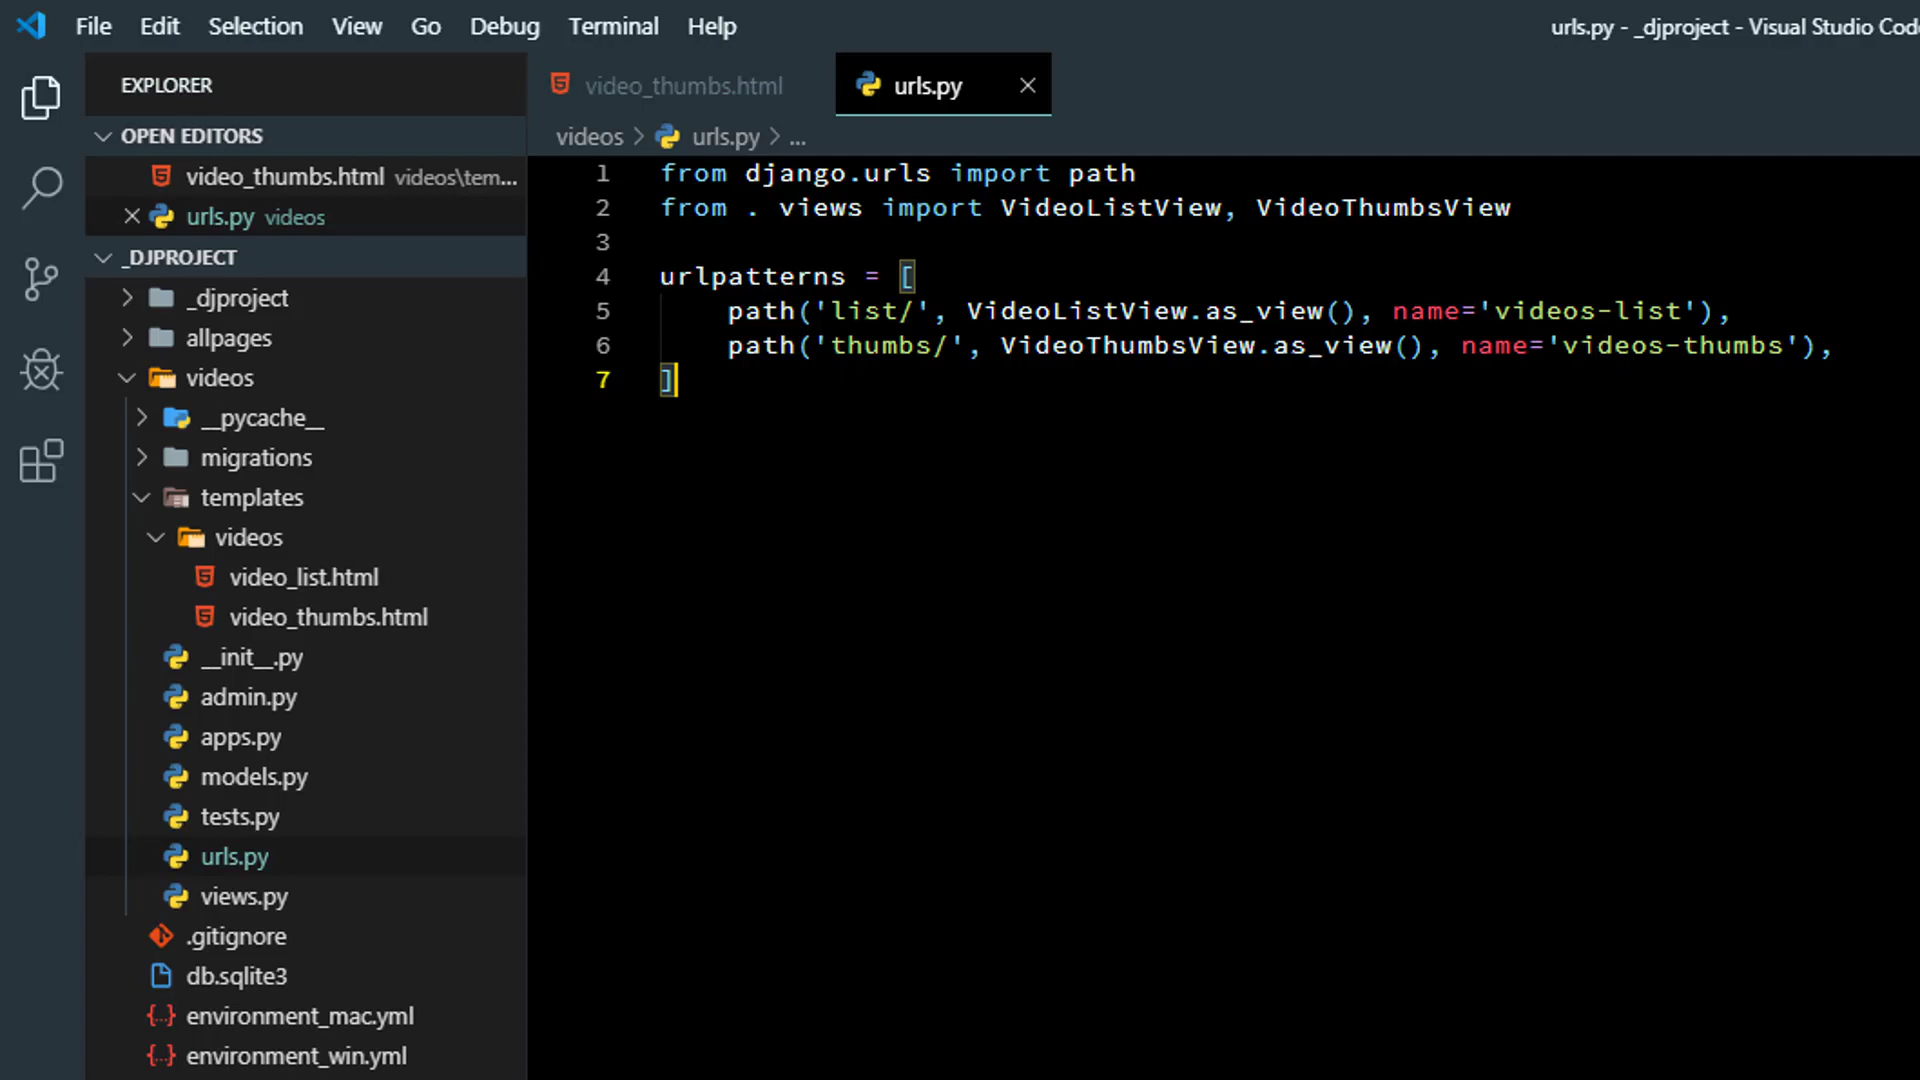 File Edit Selection View Go Debug Terminal Help
urls.py - _djproject - Visual Studio Cod
EXPLORER
OPEN EDITORS
video_thumbs.html videos\tem...
urls.py videos
_DJPROJECT
_djproject
allpages
videos
__pycache__
migrations
templates
videos
video_list.html
video_thumbs.html
__init__.py
admin.py
apps.py
models.py
tests.py
urls.py
views.py
.gitignore
db.sqlite3
environment_mac.yml
environment_win.yml
video_thumbs.html
urls.py
videos > urls.py > ...
1 from django.urls import path
2 from . views import VideoListView, VideoThumbsView
3
4 urlpatterns = [
5 path('list/', VideoListView.as_view(), name='videos-list'),
6 path('thumbs/', VideoThumbsView.as_view(), name='videos-thumbs'),
7 ]